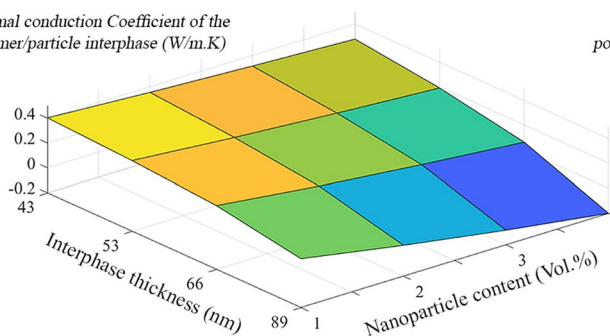 nal conduction Coefficient of the
mer/particle interphase (W/m.K)
po
0.4
0.2
0
-0.2
43
53
66
89
Interphase thickness (nm)
1
2
3
Nanoparticle content (Vol.%)